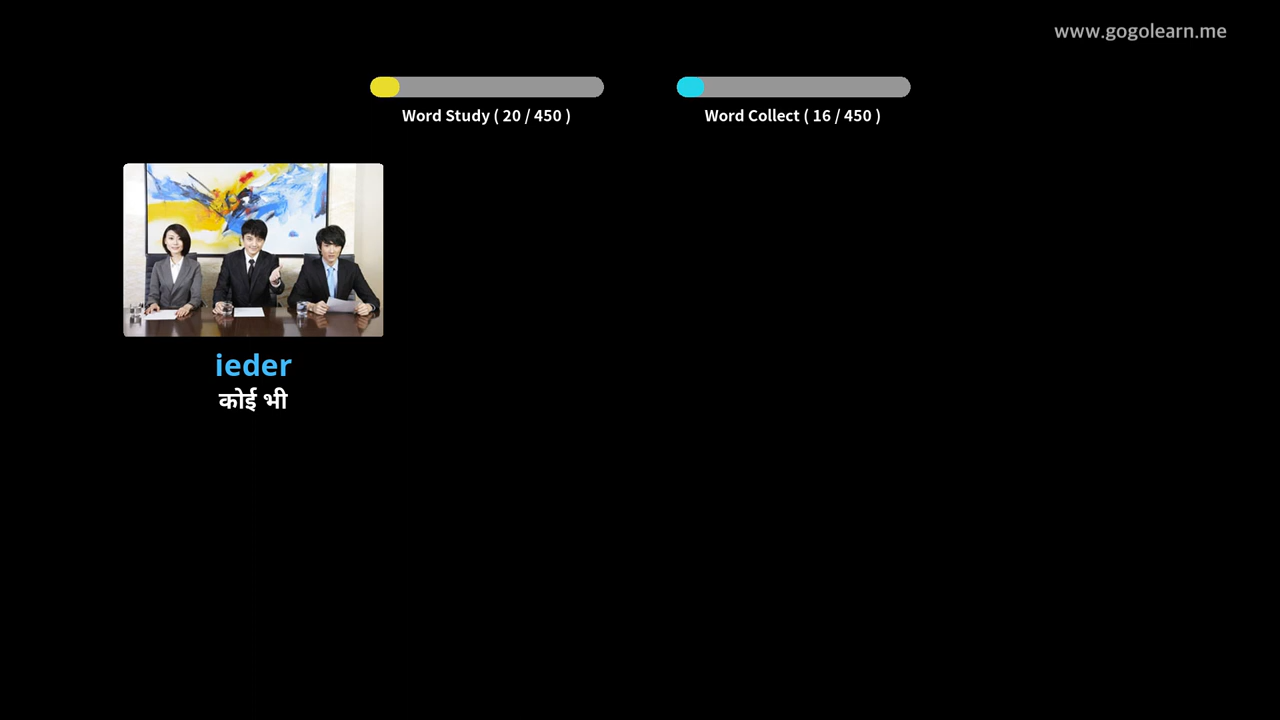 www.gogolearn.me
Word Study ( 20 / 450 )
Word Collect ( 16 / 450 )
ieder
कोई भी